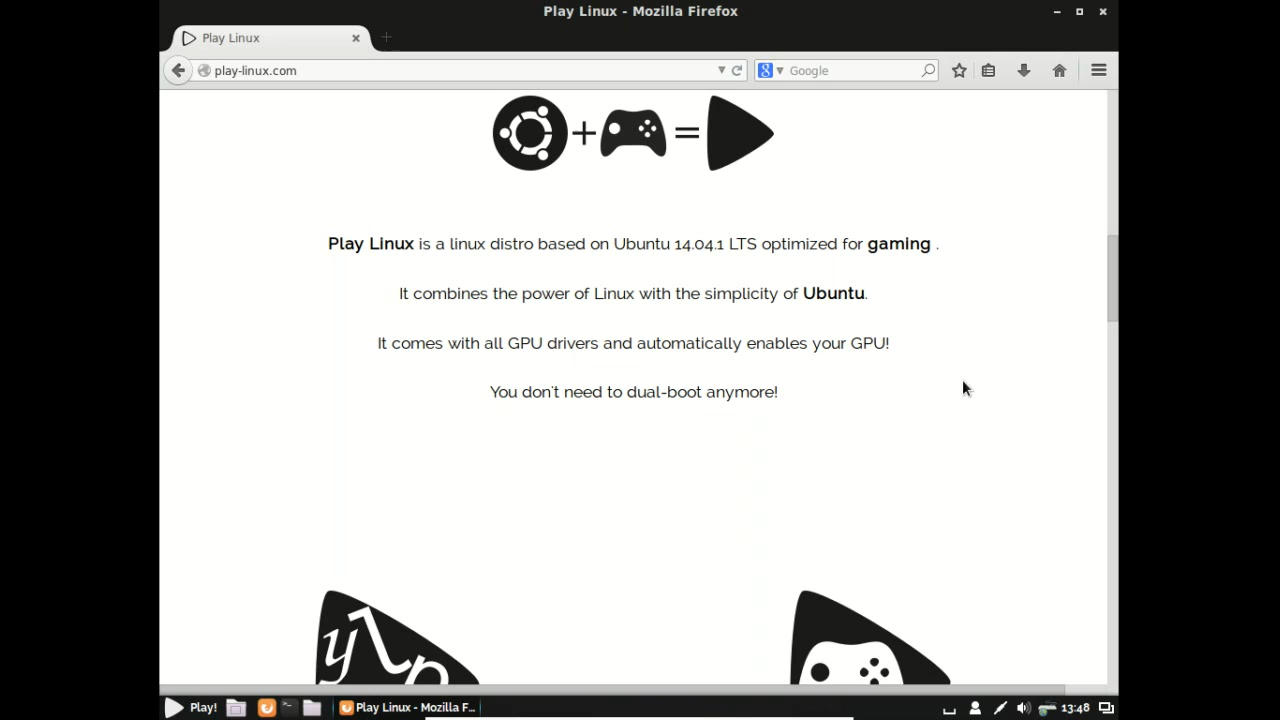 Play Linux - Mozilla Firefox
Play Linux
play-linux.com
Google
Play Linux is a linux distro based on Ubuntu 14.04.1 LTS optimized for gaming .
It combines the power of Linux with the simplicity of Ubuntu.
It comes with all GPU drivers and automatically enables your GPU!
You don't need to dual-boot anymore!
Play!
Play Linux - Mozilla F...
13:48